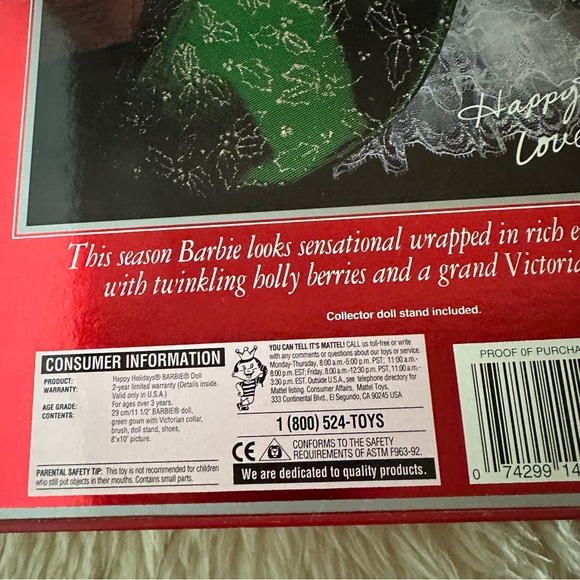 Happy
Love
This season Barbie looks sensational wrapped in rich e
with twinkling holly berries and a grand Victoria
Collector doll stand included.
CONSUMER INFORMATION
PRODUCT: Happy Holidays® BARBIE® Doll
WARRANTY: 2-year limited warranty (Details inside.
Valid only in U.S.A.)
AGE GRADE: For ages over 3 years.
CONTENTS: 29 cm/11 1/2" BARBIE® doll,
green gown with Victorian collar,
brush, doll stand, shoes,
8"x10" picture.
PARENTAL SAFETY TIP: This toy is not recommended for children
who still put objects in their mouths. Contains small parts.
YOU CAN TELL IT'S MATTEL! CALL us toll-free or write
with any comments or questions about our toys or service.
Monday-Thursday, 8:00 a.m.-5:00 p.m. PST; 11:00 a.m.-
8:00 p.m. EST; Friday, 8:00 a.m.-12:30 p.m. PST, 11:00 a.m.-
3:30 p.m. EST. Outside U.S.A., see telephone directory for
Mattel listing. Consumer Affairs, Mattel Toys,
333 Continental Blvd., El Segundo, CA 90245 USA
1 (800) 524-TOYS
CE CONFORMS TO THE SAFETY
REQUIREMENTS OF ASTM F963-92.
We are dedicated to quality products.
PROOF OF PURCHA
0 74299 14